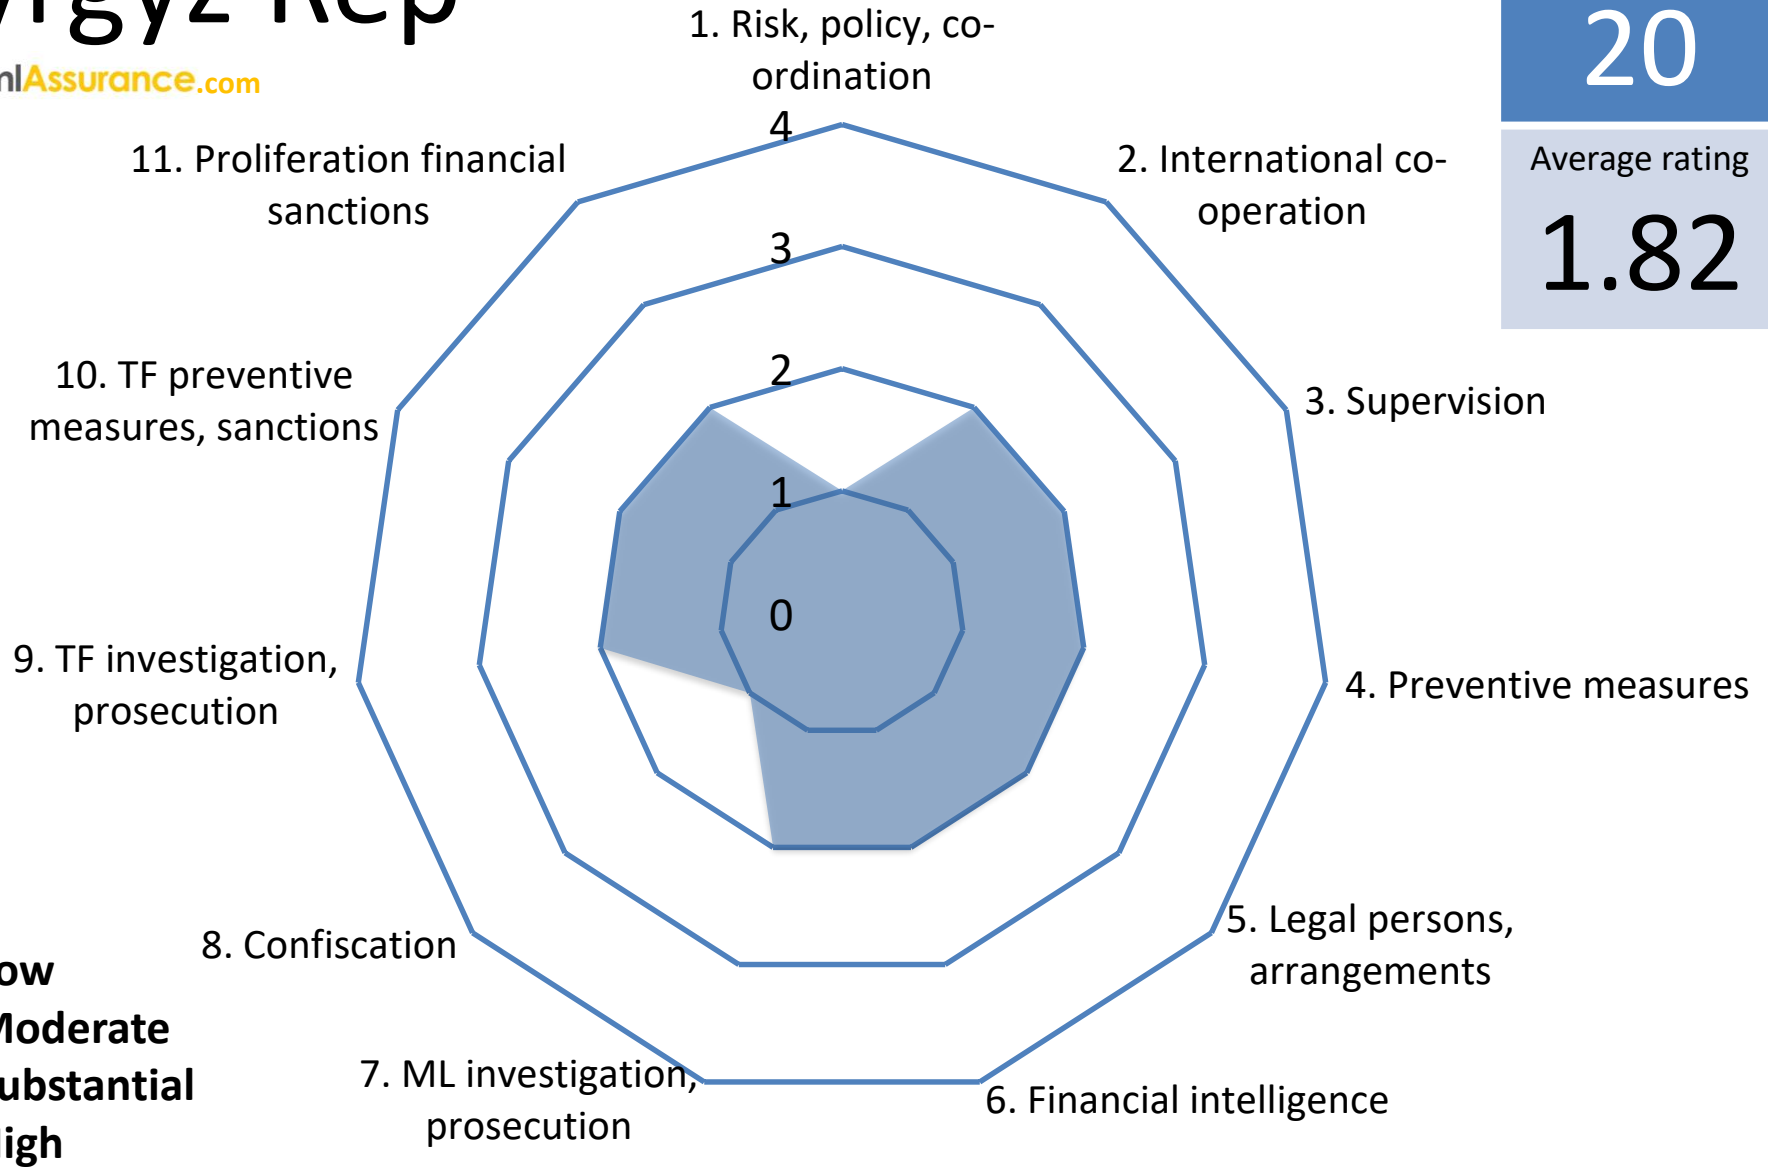 Rep
Assurance.com
20
Average rating
1.82
1. Risk, policy, co-
ordination
2. International co-
operation
3. Supervision
4. Preventive measures
5. Legal persons,
arrangements
6. Financial intelligence
7. ML investigation,
prosecution
8. Confiscation
9. TF investigation,
prosecution
10. TF preventive
measures, sanctions
11. Proliferation financial
sanctions
4
3
2
1
0
ow
Moderate
ubstantial
igh